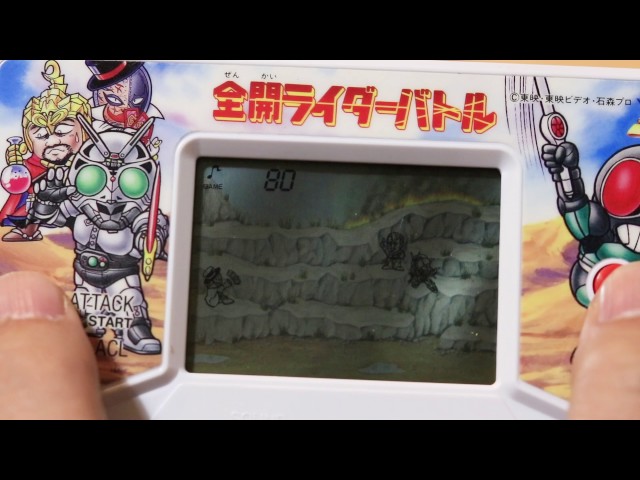 ぜん かい
全開ライダーバトル
©東映・東映ビデオ・石森プロ
GAME 80
ATTACK
START
ACL